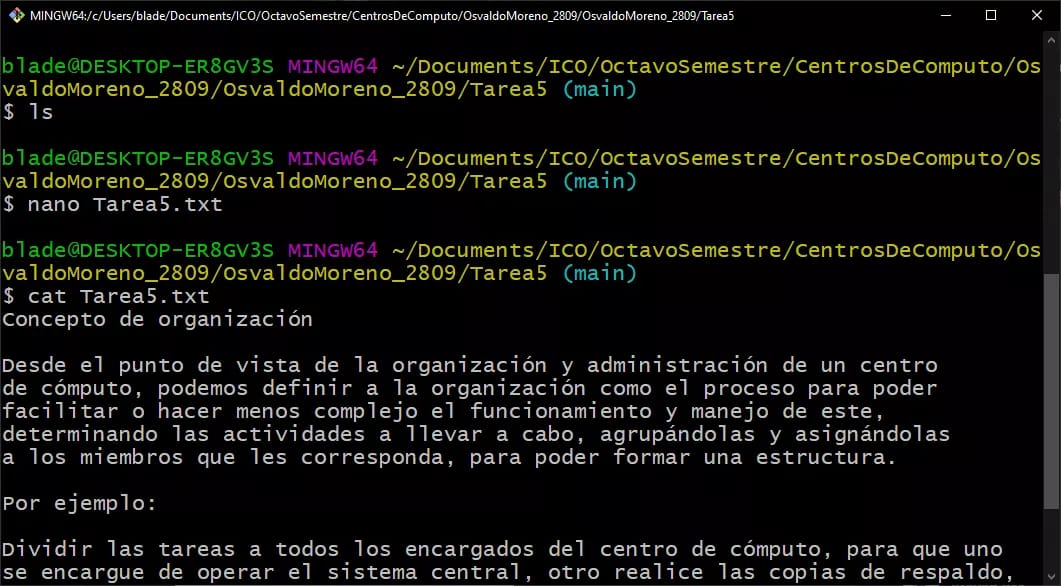 MINGW64:/c/Users/blade/Documents/ICO/OctavoSemestre/CentrosDeComputo/OsvaldoMoreno_2809/OsvaldoMoreno_2809/Tarea5
blade@DESKTOP-ER8GV3S MINGW64 ~/Documents/ICO/OctavoSemestre/CentrosDeComputo/Os
valdoMoreno_2809/OsvaldoMoreno_2809/Tarea5 (main)
$ ls
blade@DESKTOP-ER8GV3S MINGW64 ~/Documents/ICO/OctavoSemestre/CentrosDeComputo/Os
valdoMoreno_2809/OsvaldoMoreno_2809/Tarea5 (main)
$ nano Tarea5.txt
blade@DESKTOP-ER8GV3S MINGW64 ~/Documents/ICO/OctavoSemestre/CentrosDeComputo/Os
valdoMoreno_2809/OsvaldoMoreno_2809/Tarea5 (main)
$ cat Tarea5.txt
Concepto de organización
Desde el punto de vista de la organización y administración de un centro
de cómputo, podemos definir a la organización como el proceso para poder
facilitar o hacer menos complejo el funcionamiento y manejo de este,
determinando las actividades a llevar a cabo, agrupándolas y asignándolas
a los miembros que les corresponda, para poder formar una estructura.
Por ejemplo:
Dividir las tareas a todos los encargados del centro de cómputo, para que uno
se encargue de operar el sistema central, otro realice las copias de respaldo,